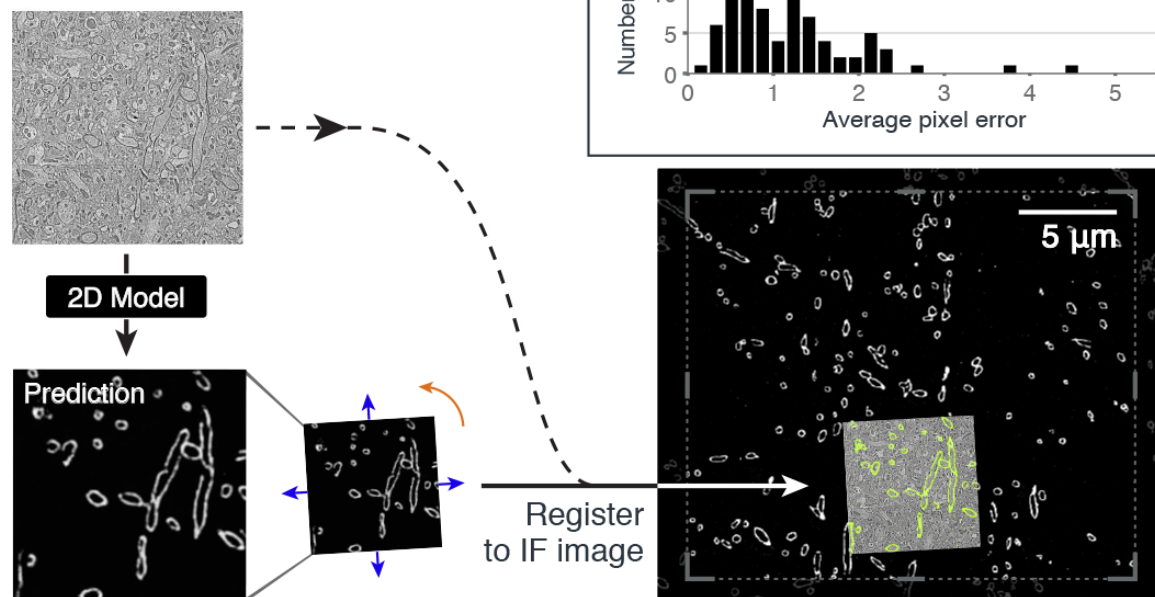 Number
10
5
0
0 1 2 3 4 5
Average pixel error
2D Model
Prediction
5 µm
Register
to IF image